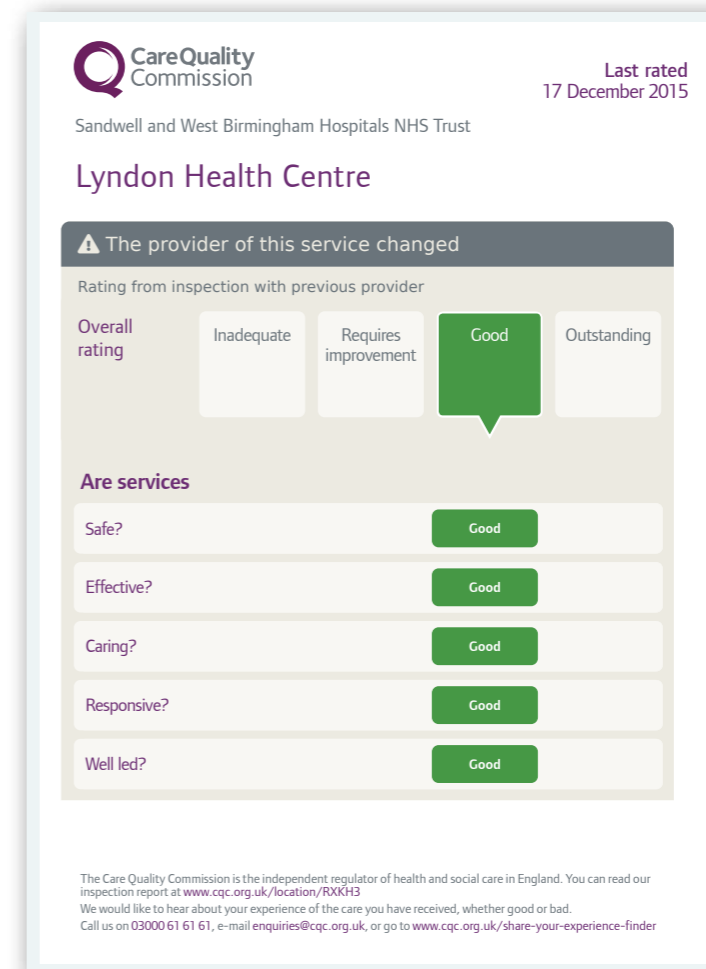 CareQuality
Commission
Last rated
17 December 2015
Sandwell and West Birmingham Hospitals NHS Trust
Lyndon Health Centre
The provider of this service changed
Rating from inspection with previous provider
Overall
rating
Inadequate
Requires
improvement
Good
Outstanding
Are services
Safe? Good
Effective? Good
Caring? Good
Responsive? Good
Well led? Good
The Care Quality Commission is the independent regulator of health and social care in England. You can read our
inspection report at www.cqc.org.uk/location/RXKH3
We would like to hear about your experience of the care you have received, whether good or bad.
Call us on 03000 61 61 61, e-mail enquiries@cqc.org.uk, or go to www.cqc.org.uk/share-your-experience-finder